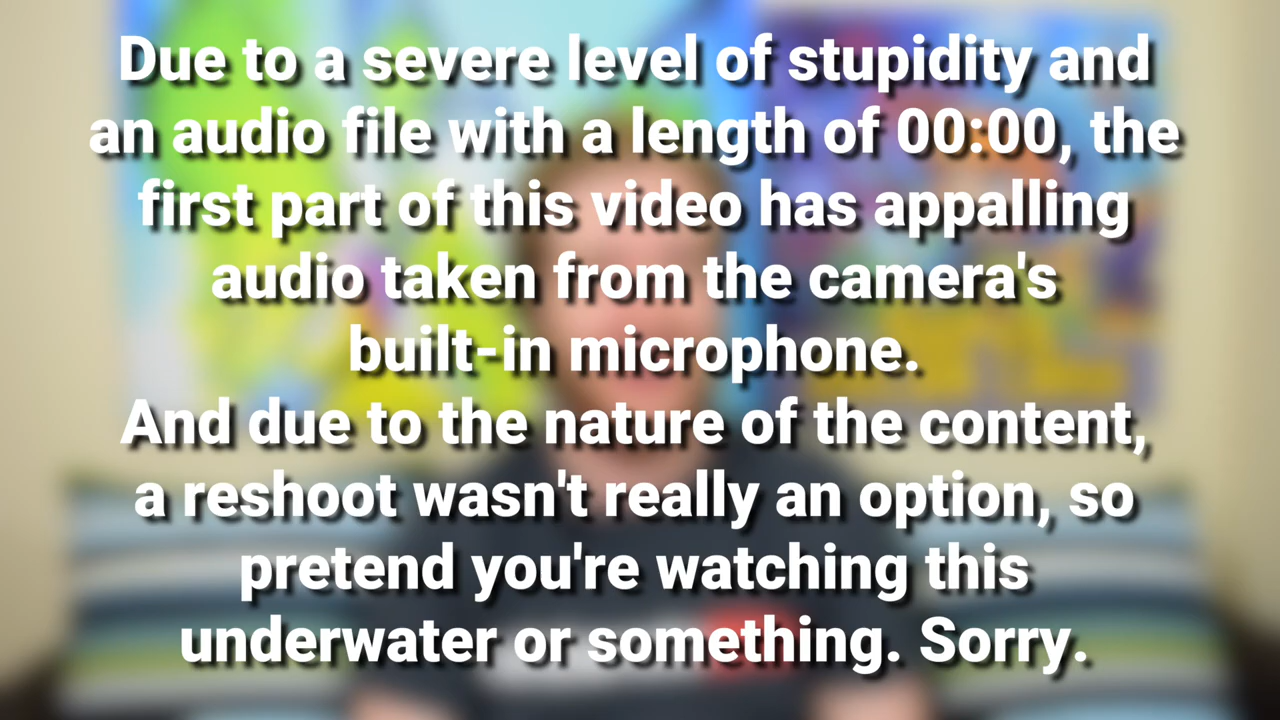 Due to a severe level of stupidity and
an audio file with a length of 00:00, the
first part of this video has appalling
audio taken from the camera's
built-in microphone.
And due to the nature of the content,
a reshoot wasn't really an option, so
pretend you're watching this
underwater or something. Sorry.